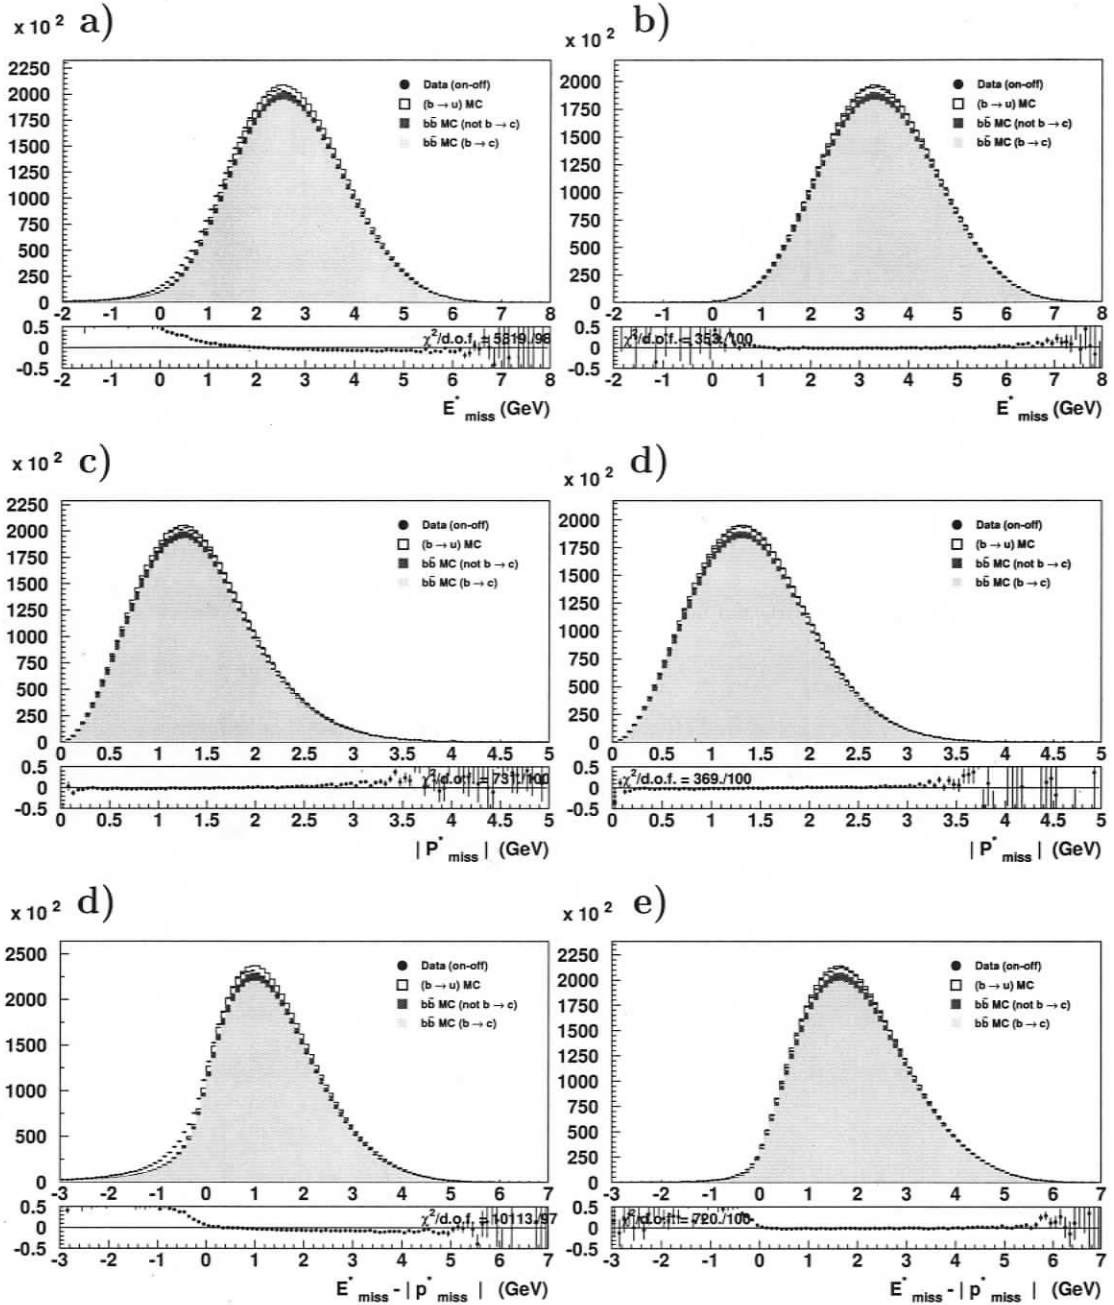 x 10 2 a)
2250
2000
1750
1500
1250
1000
750
500
250
0
-2 -1 0 1 2 3 4 5 6 7 8
Data (on-off)
(b → u) MC
bb̄ MC (not b → c)
bb̄ MC (b → c)
0.5
0
-0.5
χ2/d.o.f. = 5319./98
-2 -1 0 1 2 3 4 5 6 7 8
E*miss (GeV)
x 10 2 b)
2000
1750
1500
1250
1000
750
500
250
0
-2 -1 0 1 2 3 4 5 6 7 8
Data (on-off)
(b → u) MC
bb̄ MC (not b → c)
bb̄ MC (b → c)
0.5
0
-0.5
χ2/d.o.f. = 353./100
-2 -1 0 1 2 3 4 5 6 7 8
E*miss (GeV)
x 10 2 c)
2250
2000
1750
1500
1250
1000
750
500
250
0
0 0.5 1 1.5 2 2.5 3 3.5 4 4.5 5
Data (on-off)
(b → u) MC
bb̄ MC (not b → c)
bb̄ MC (b → c)
0.5
0
-0.5
χ2/d.o.f. = 731./100
0 0.5 1 1.5 2 2.5 3 3.5 4 4.5 5
| P*miss | (GeV)
x 10 2 d)
2000
1750
1500
1250
1000
750
500
250
0
0 0.5 1 1.5 2 2.5 3 3.5 4 4.5 5
Data (on-off)
(b → u) MC
bb̄ MC (not b → c)
bb̄ MC (b → c)
0.5
0
-0.5
χ2/d.o.f. = 369./100
0 0.5 1 1.5 2 2.5 3 3.5 4 4.5 5
| P*miss | (GeV)
x 10 2 d)
2500
2000
1500
1000
500
0
-3 -2 -1 0 1 2 3 4 5 6 7
Data (on-off)
(b → u) MC
bb̄ MC (not b → c)
bb̄ MC (b → c)
0.5
0
-0.5
χ2/d.o.f. = 10113./97
-3 -2 -1 0 1 2 3 4 5 6 7
E*miss - | p*miss | (GeV)
x 10 2 e)
2250
2000
1750
1500
1250
1000
750
500
250
0
-3 -2 -1 0 1 2 3 4 5 6 7
Data (on-off)
(b → u) MC
bb̄ MC (not b → c)
bb̄ MC (b → c)
0.5
0
-0.5
χ2/d.o.f. = 720./100
-3 -2 -1 0 1 2 3 4 5 6 7
E*miss - | p*miss | (GeV)